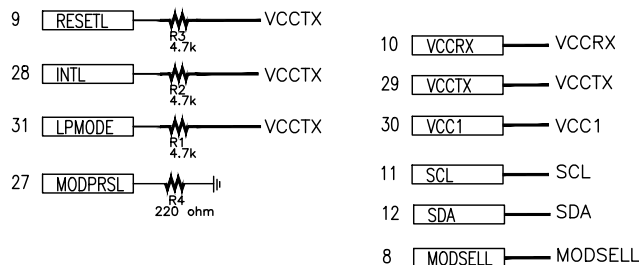 9 RESETL R3 4.7k VCCTX
28 INTL R2 4.7k VCCTX
31 LPMODE R1 4.7k VCCTX
27 MODPRSL R4 220 ohm
10 VCCRX VCCRX
29 VCCTX VCCTX
30 VCC1 VCC1
11 SCL SCL
12 SDA SDA
8 MODSELL MODSELL